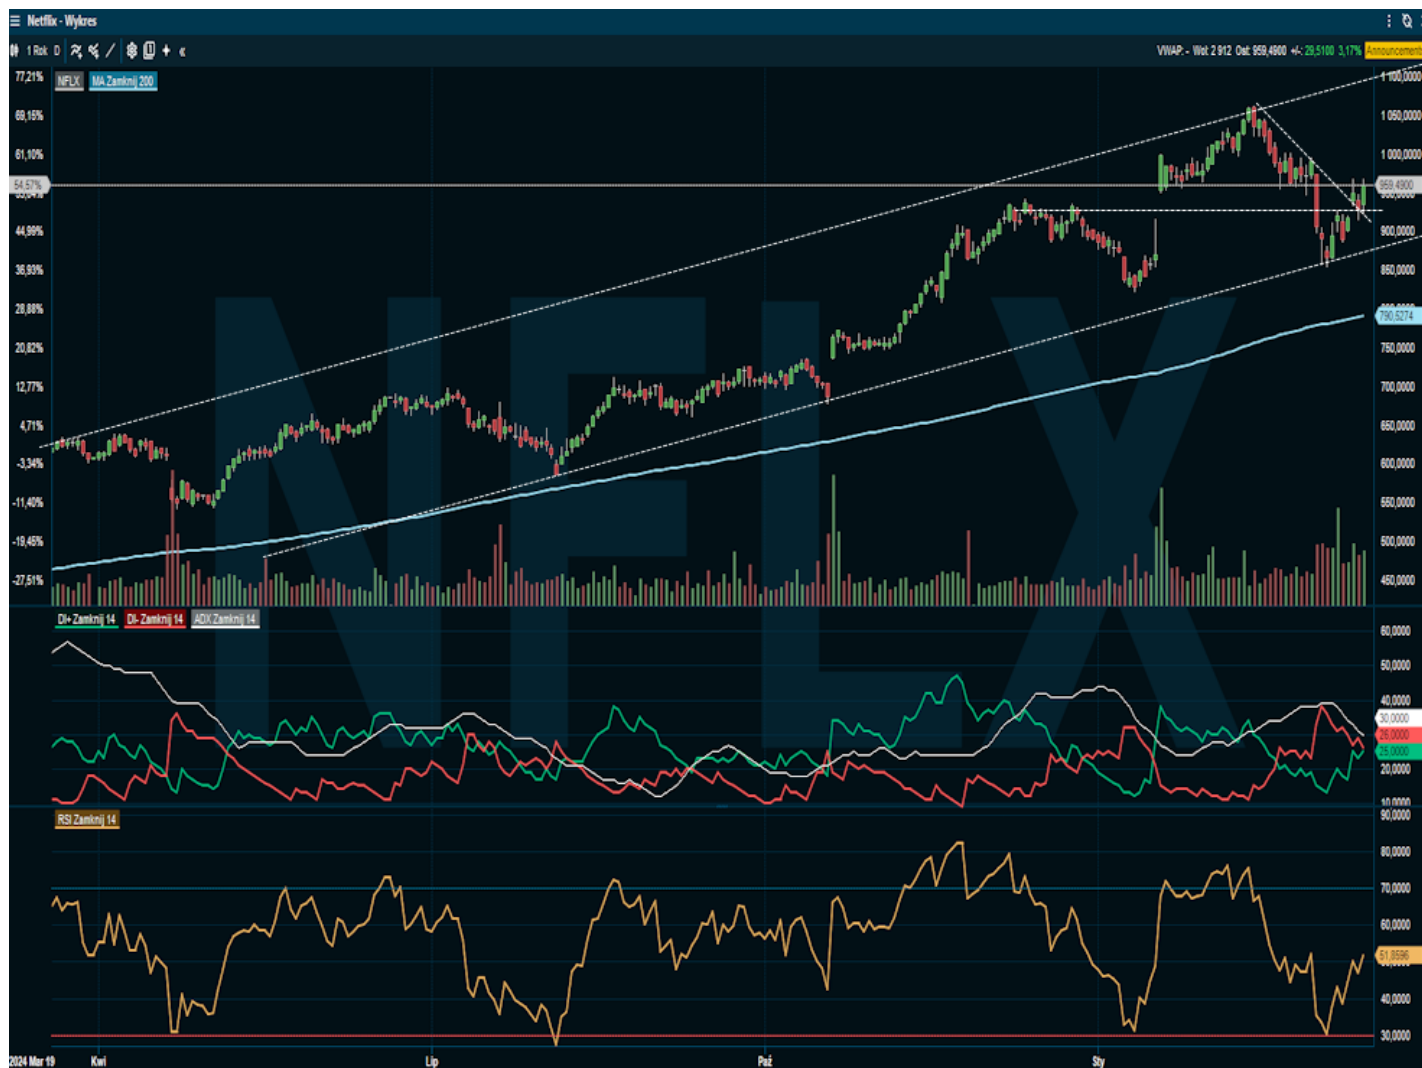 Netflix - Wykres
1 Rok D
VWAP: - Wol: 2 912 Ost: 959,4900 +/-: 29,5100 3,17% Announcements
77,21% NFLX MA Zamknij 200 1 100,0000
69,15% 1 050,0000
61,10% 1 000,0000
54,57% 959,4900
44,99% 900,0000
36,93% 850,0000
28,88%
790,5274
20,82% 750,0000
12,77% 700,0000
4,71% 650,0000
-3,34% 600,0000
-11,40% 550,0000
-19,45% 500,0000
-27,51% 450,0000
NFLX
DI+ Zamknij 14 DI- Zamknij 14 ADX Zamknij 14
60,0000
50,0000
40,0000
30,0000
26,0000
25,0000
20,0000
10,0000
RSI Zamknij 14 90,0000
80,0000
70,0000
60,0000
51,8596
40,0000
30,0000
2024 Mar 19 Kwi Lip Paź Sty